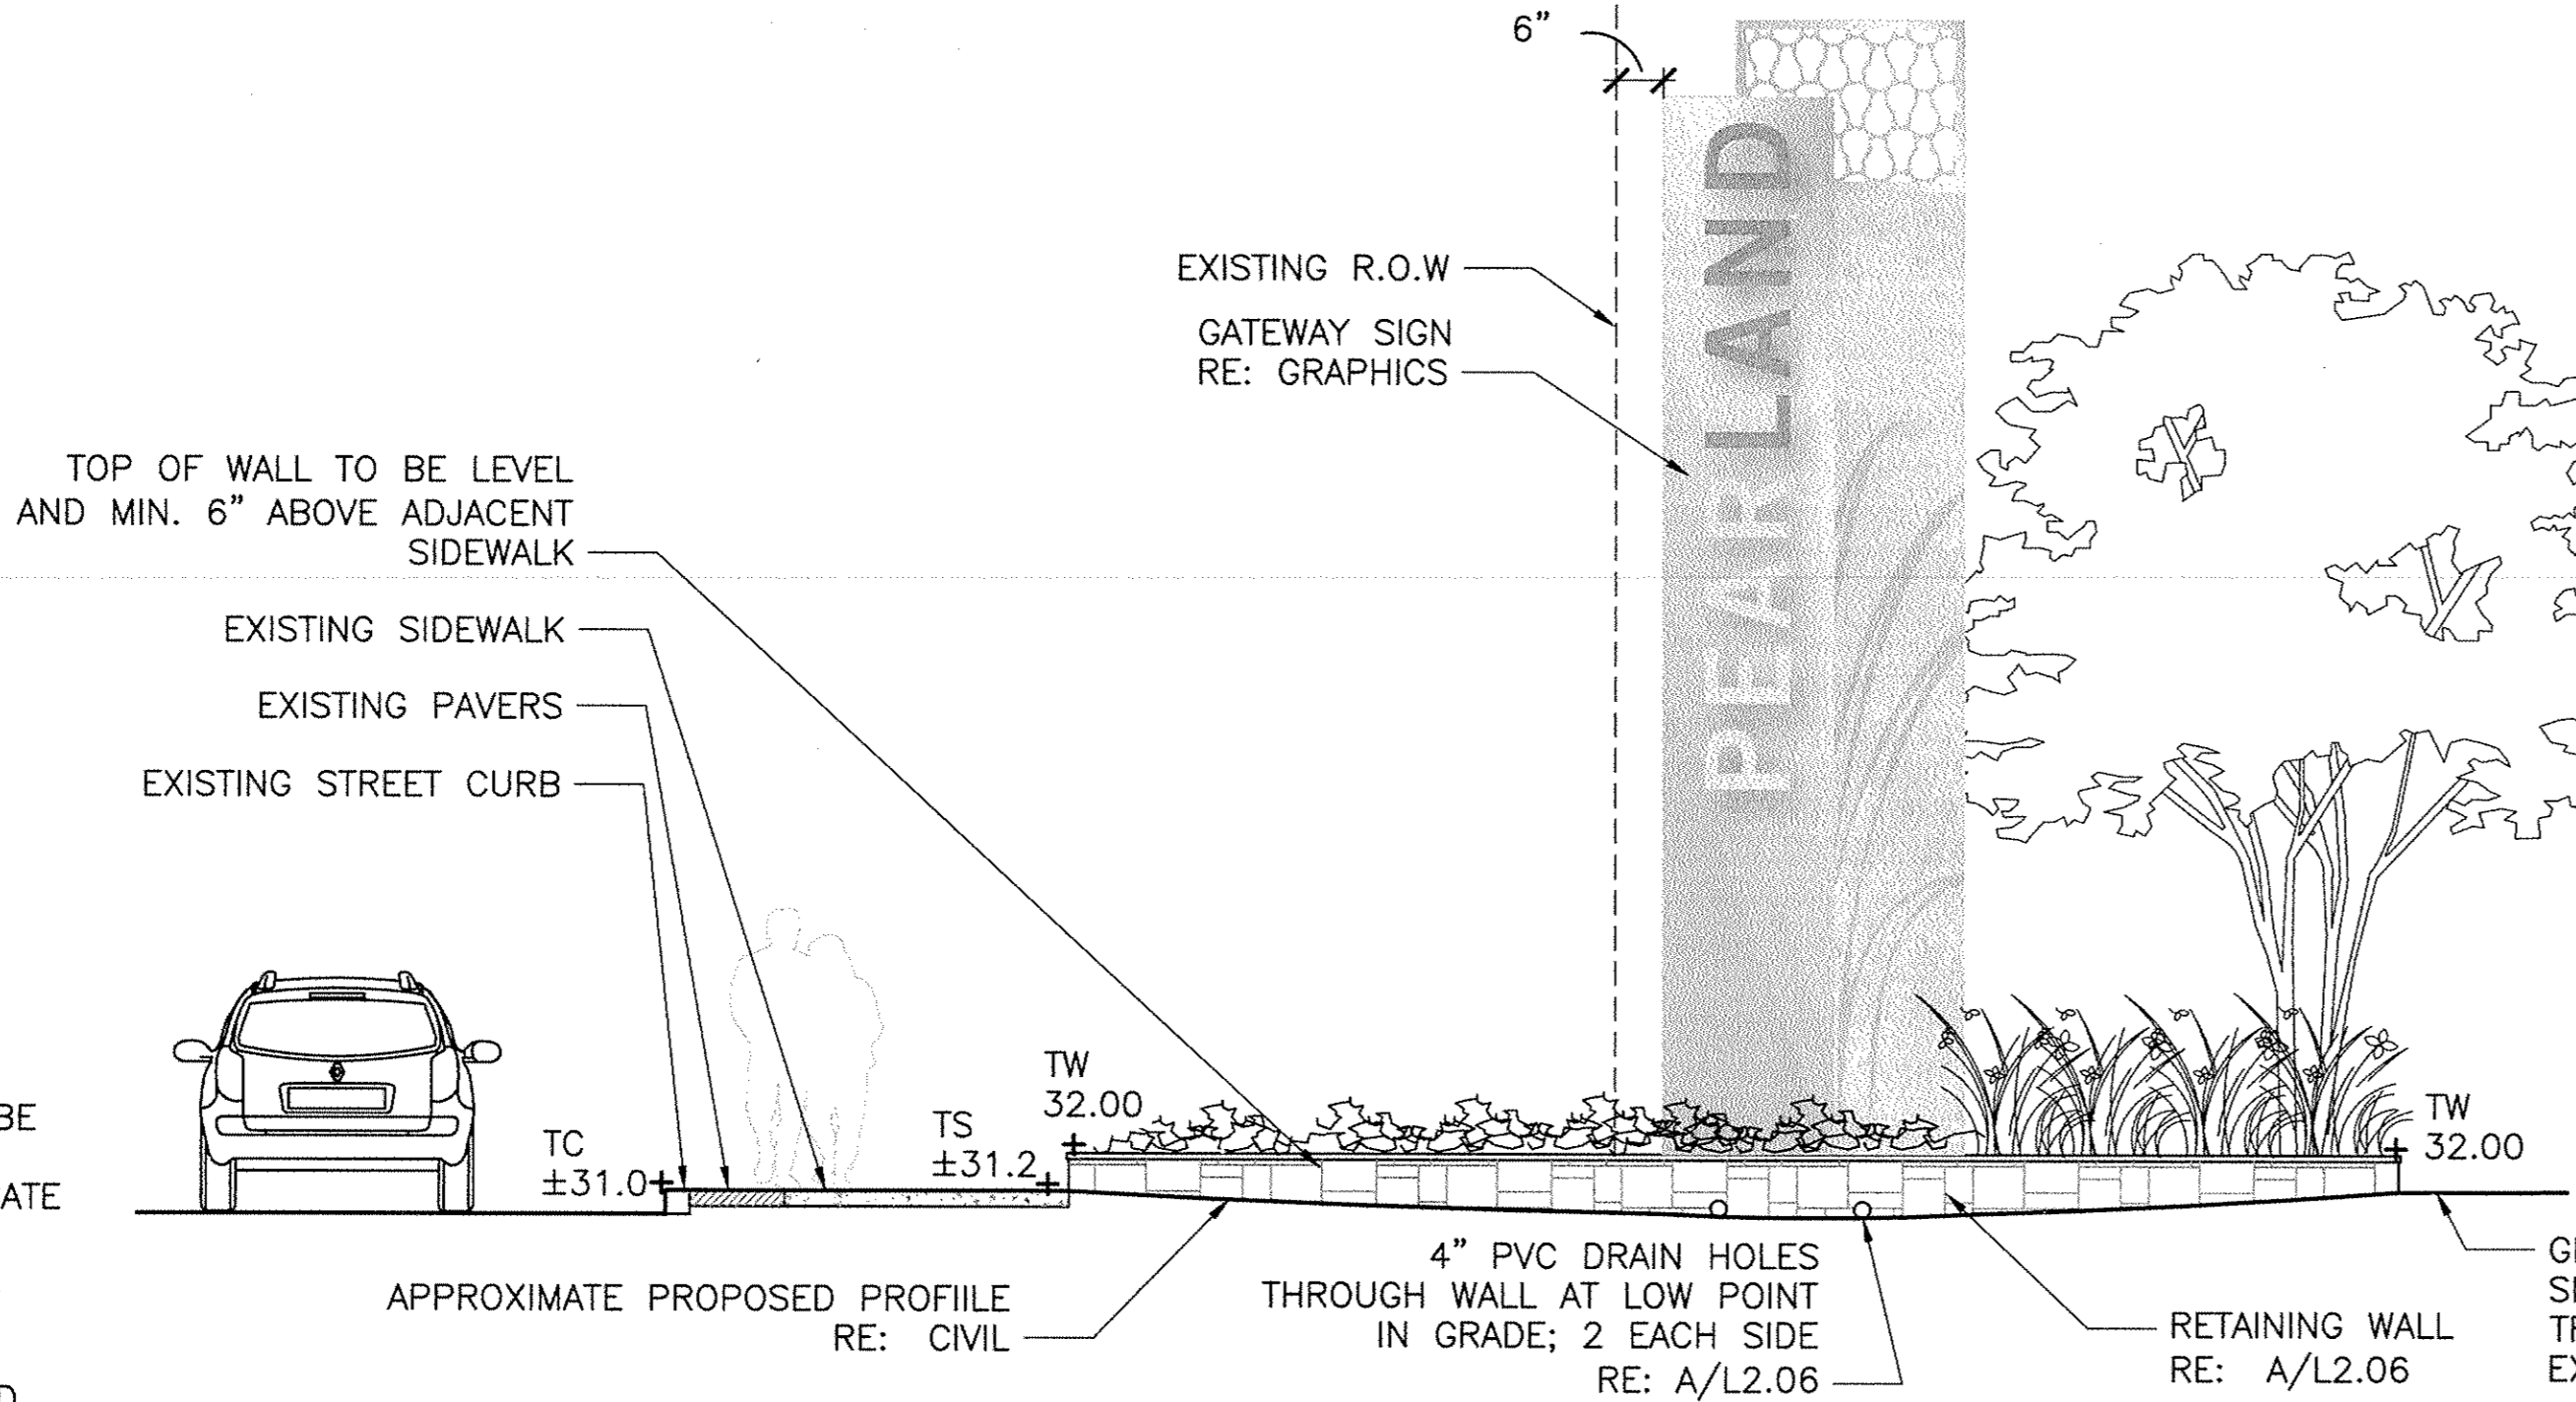 6"
EXISTING R.O.W
GATEWAY SIGN
RE: GRAPHICS
PEARLAND
TOP OF WALL TO BE LEVEL
AND MIN. 6" ABOVE ADJACENT
SIDEWALK
EXISTING SIDEWALK
EXISTING PAVERS
EXISTING STREET CURB
BE
ATE
TC
±31.0
TS
±31.2
TW
32.00
TW
32.00
APPROXIMATE PROPOSED PROFIILE
RE: CIVIL
4" PVC DRAIN HOLES
THROUGH WALL AT LOW POINT
IN GRADE; 2 EACH SIDE
RE: A/L2.06
RETAINING WALL
RE: A/L2.06